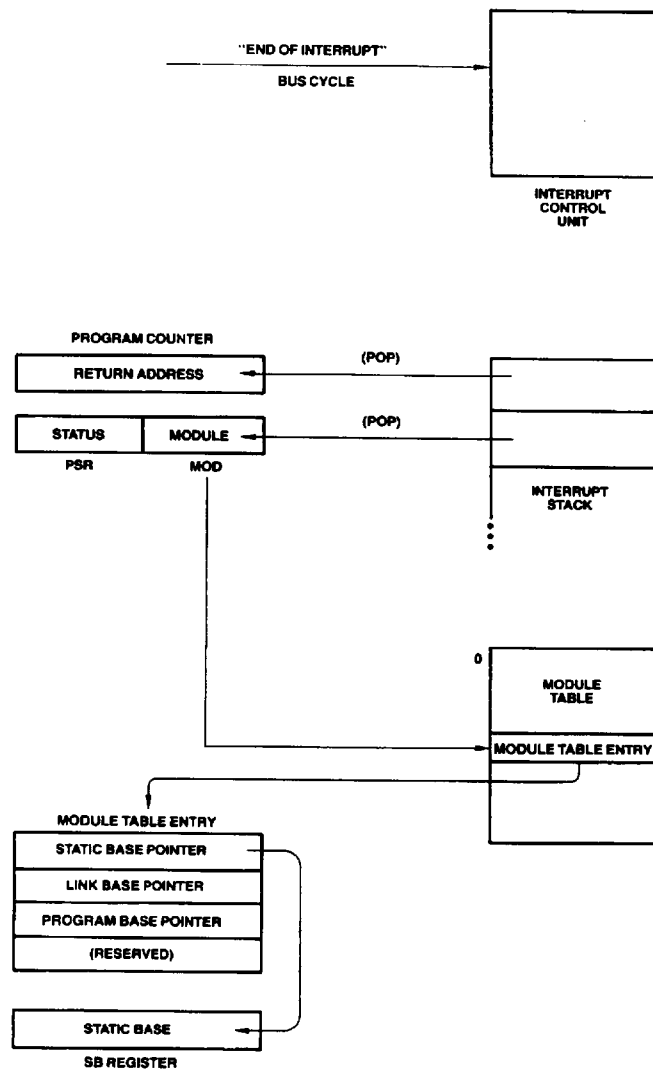 "END OF INTERRUPT"
BUS CYCLE
INTERRUPT
CONTROL
UNIT
PROGRAM COUNTER
RETURN ADDRESS
(POP)
STATUS
MODULE
(POP)
PSR
MOD
INTERRUPT
STACK
0
MODULE
TABLE
MODULE TABLE ENTRY
MODULE TABLE ENTRY
STATIC BASE POINTER
LINK BASE POINTER
PROGRAM BASE POINTER
(RESERVED)
STATIC BASE
SB REGISTER